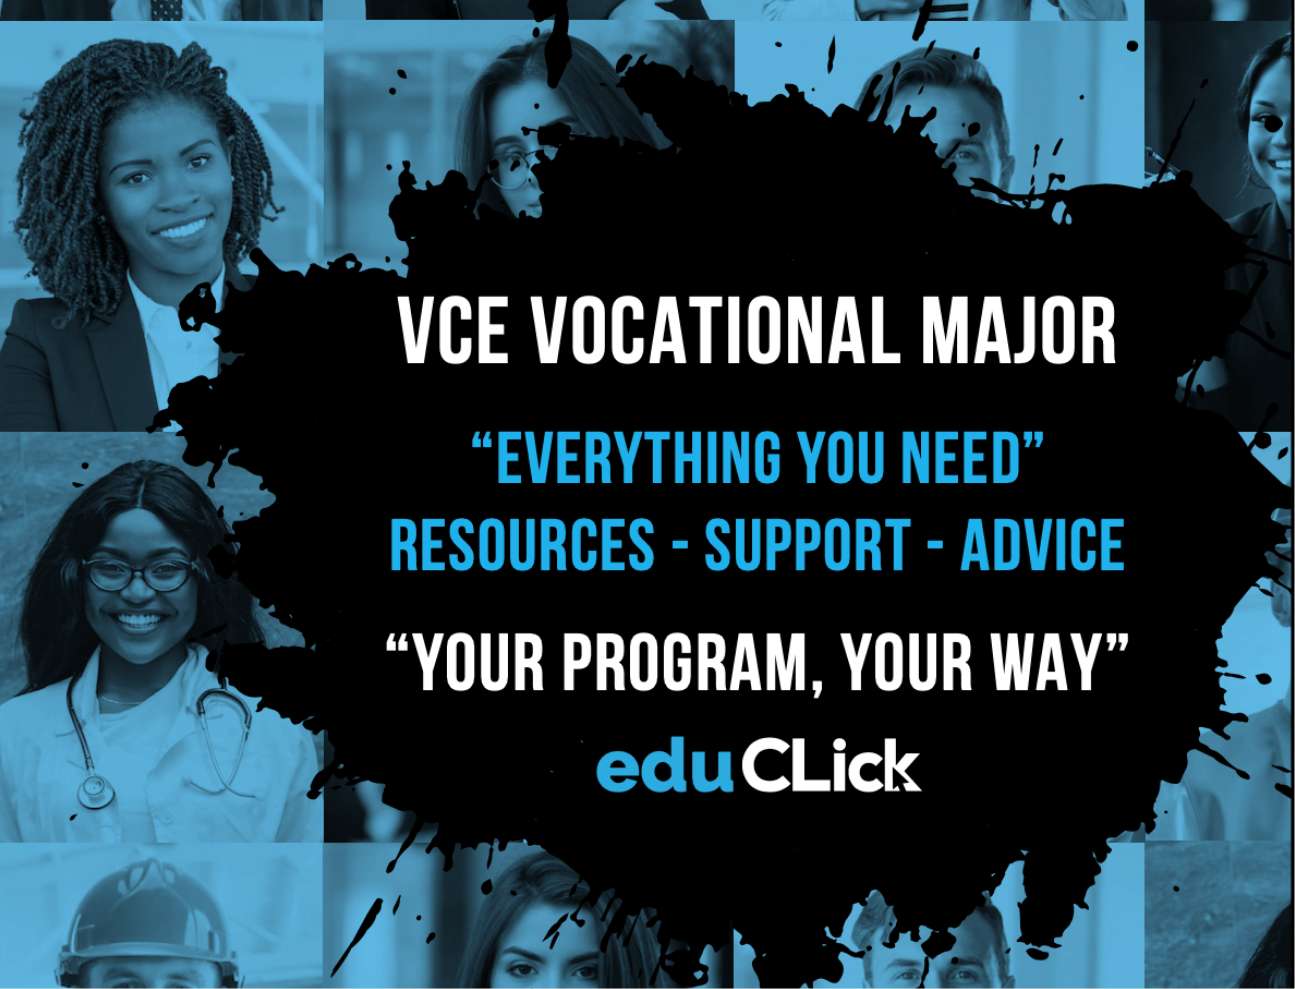 VCE VOCATIONAL MAJOR
“EVERYTHING YOU NEED”
RESOURCES - SUPPORT - ADVICE
“YOUR PROGRAM, YOUR WAY”
eduCLick